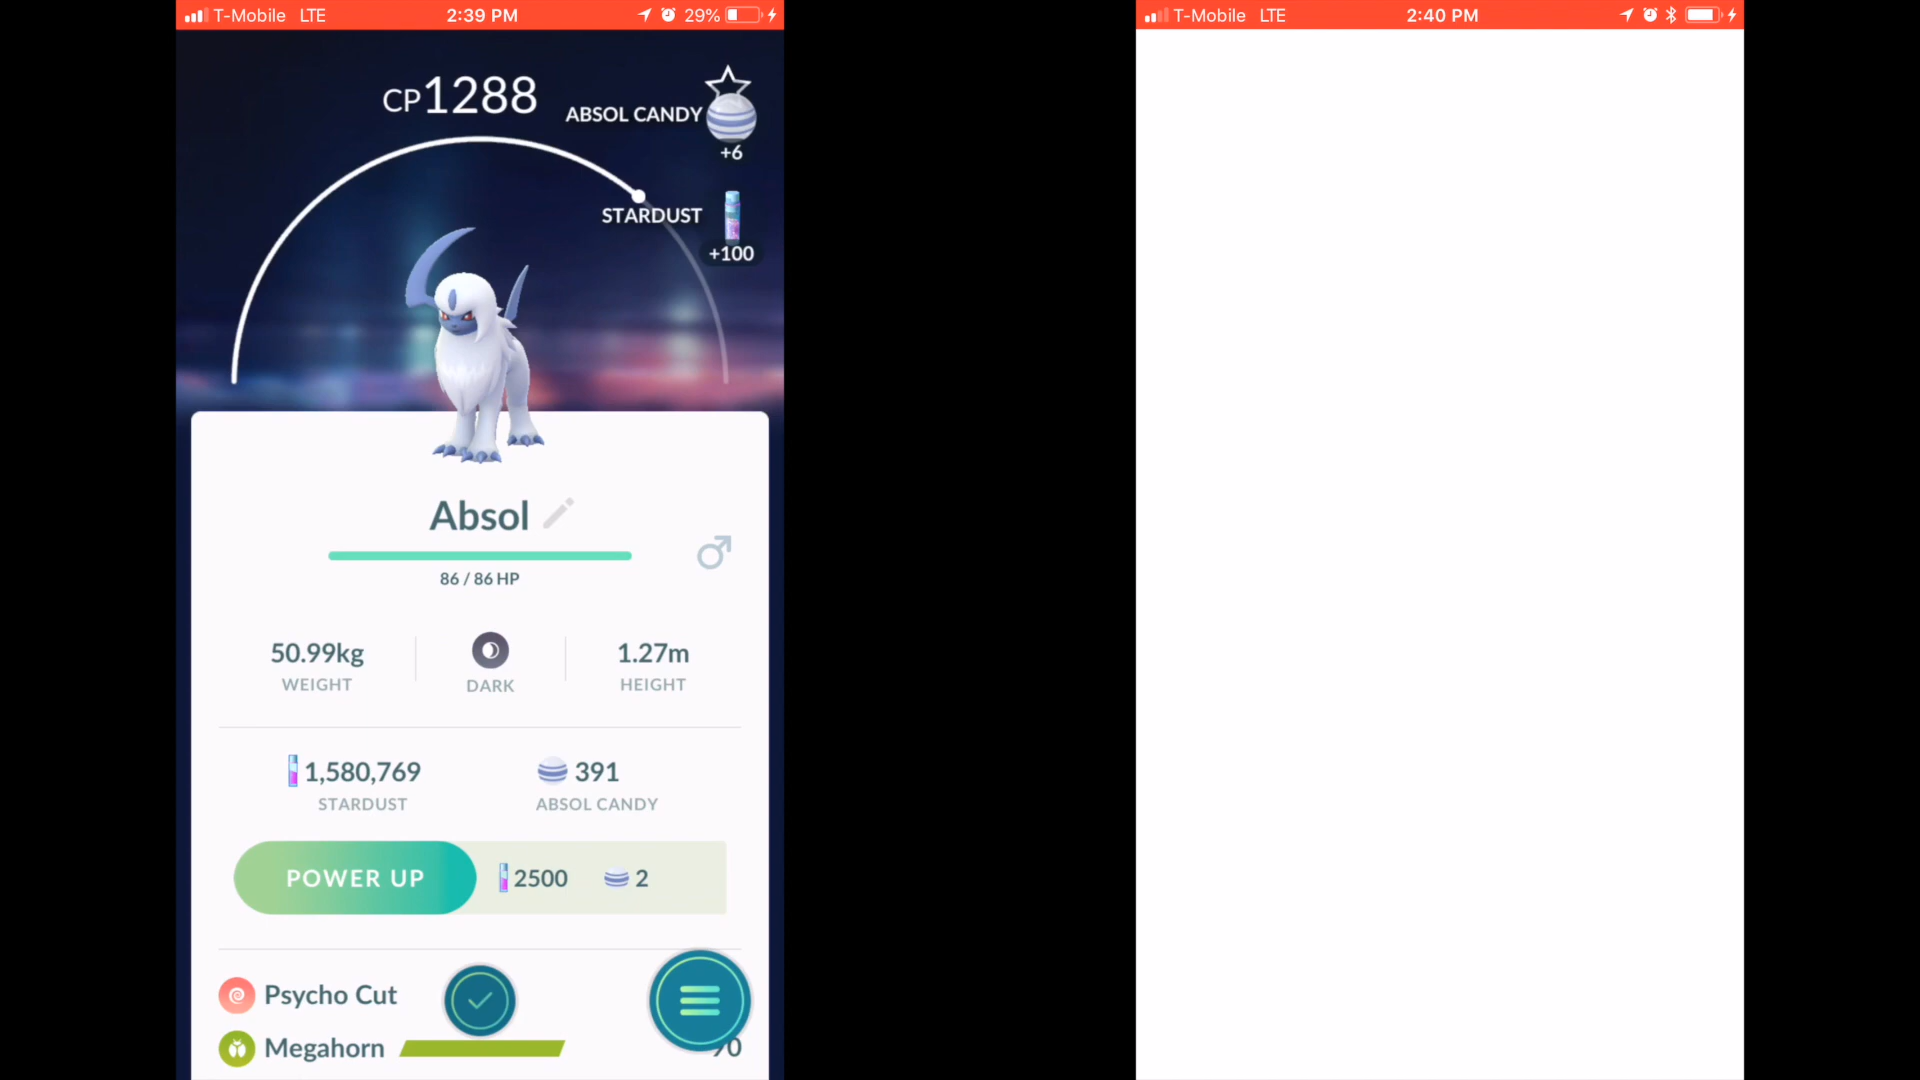 T-Mobile LTE 2:39 PM 29%
CP1288
ABSOL CANDY
+6
STARDUST
+100
Absol
86 / 86 HP
50.99kg
WEIGHT
DARK
1.27m
HEIGHT
1,580,769
STARDUST
391
ABSOL CANDY
POWER UP 2500 2
Psycho Cut
Megahorn 90
T-Mobile LTE 2:40 PM